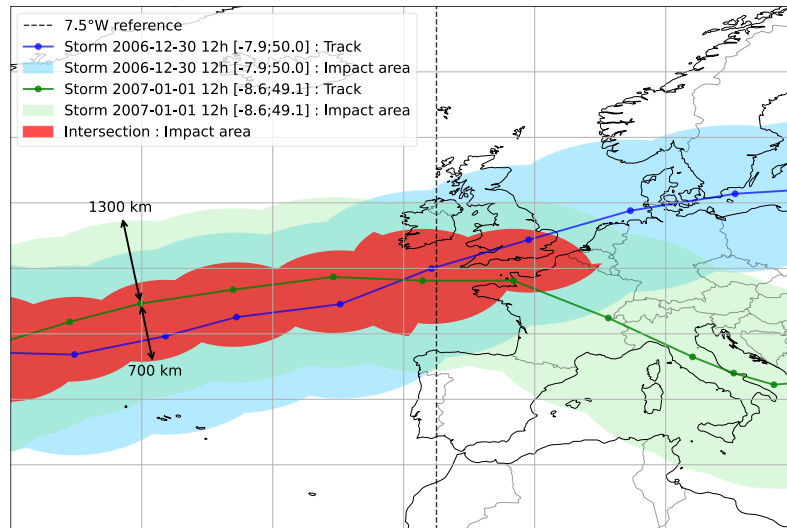 7.5°W reference
Storm 2006-12-30 12h [-7.9;50.0] : Track
Storm 2006-12-30 12h [-7.9;50.0] : Impact area
Storm 2007-01-01 12h [-8.6;49.1] : Track
Storm 2007-01-01 12h [-8.6;49.1] : Impact area
Intersection : Impact area
1300 km
700 km